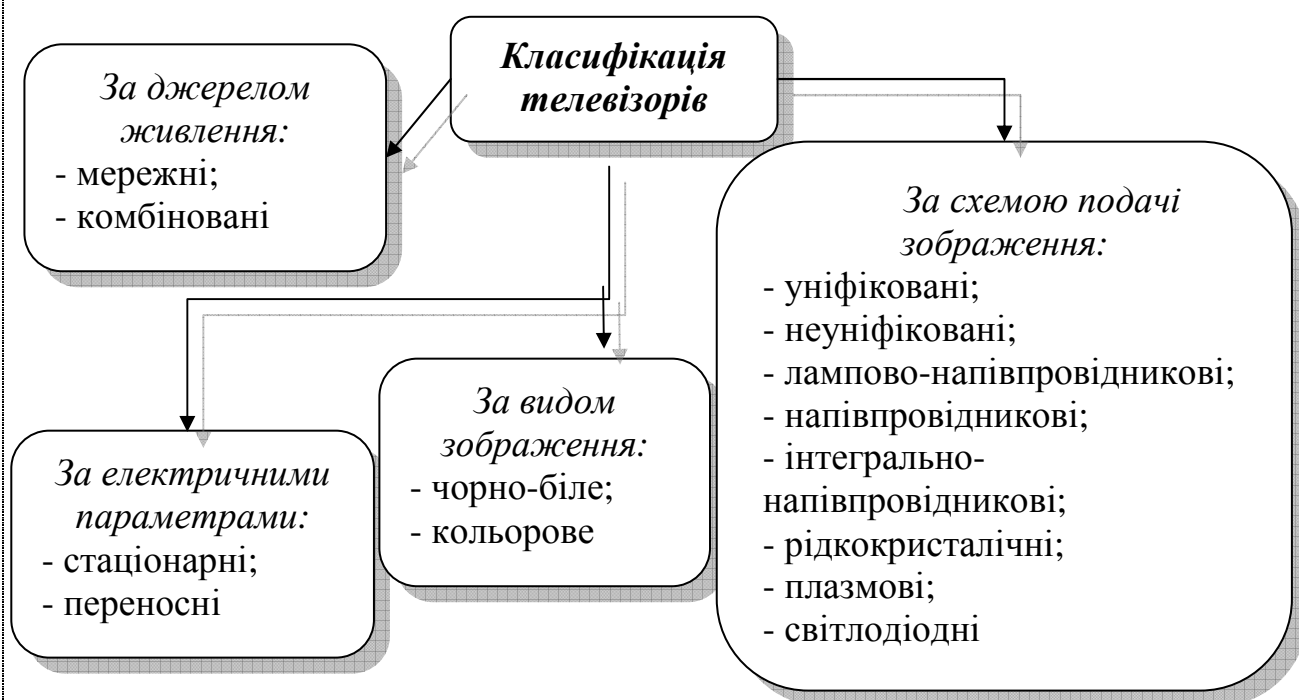 Класифікація
телевізорів
За джерелом
живлення:
- мережні;
- комбіновані
За електричними
параметрами:
- стаціонарні;
- переносні
За видом
зображення:
- чорно-біле;
- кольорове
За схемою подачі
зображення:
- уніфіковані;
- неуніфіковані;
- лампово-напівпровідникові;
- напівпровідникові;
- інтегрально-
напівпровідникові;
- рідкокристалічні;
- плазмові;
- світлодіодні